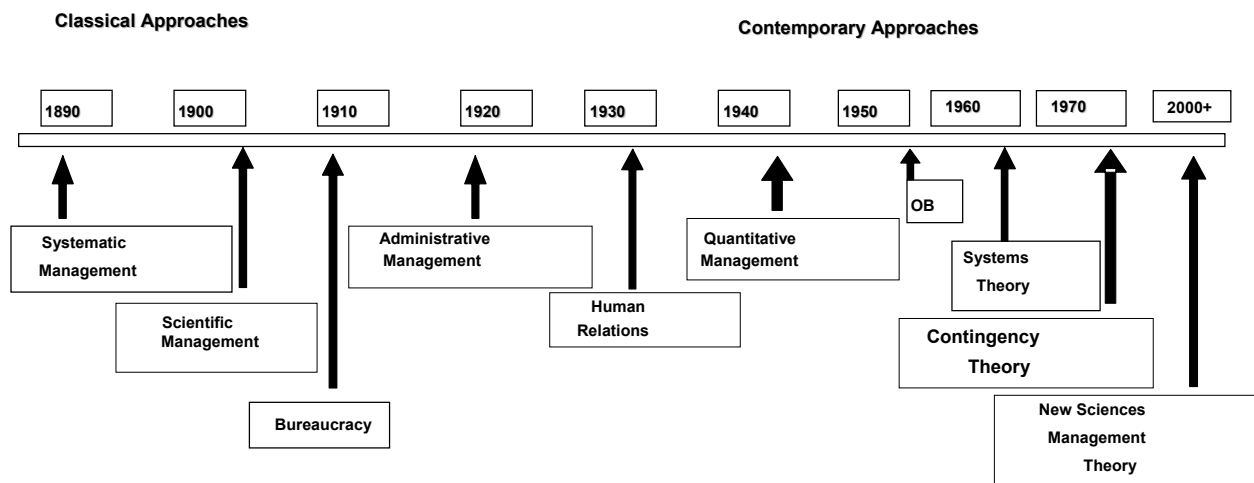 Classical Approaches
Contemporary Approaches
1890
1900
1910
1920
1930
1940
1950
1960
1970
2000+
Systematic
Management
Scientific
Management
Bureaucracy
Administrative
Management
Human
Relations
Quantitative
Management
OB
Systems
Theory
Contingency
Theory
New Sciences
Management
Theory